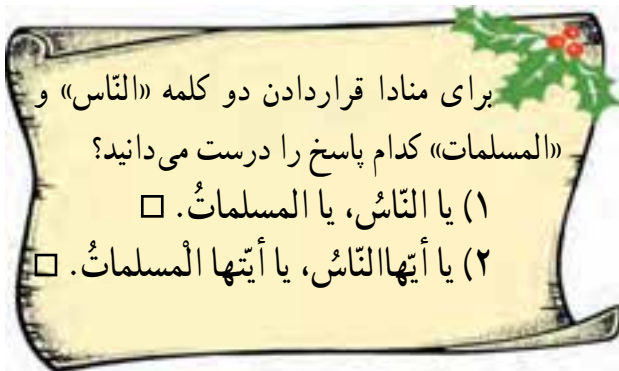 برای منادا قراردادن دو کلمه «النّاس» و
«المسلمات» کدام پاسخ را درست می‌دانید؟
۱) یا النّاسُ، یا المسلماتُ. □
۲) یا أیّهاالنّاسُ، یا أیّتها الْمسلماتُ. □